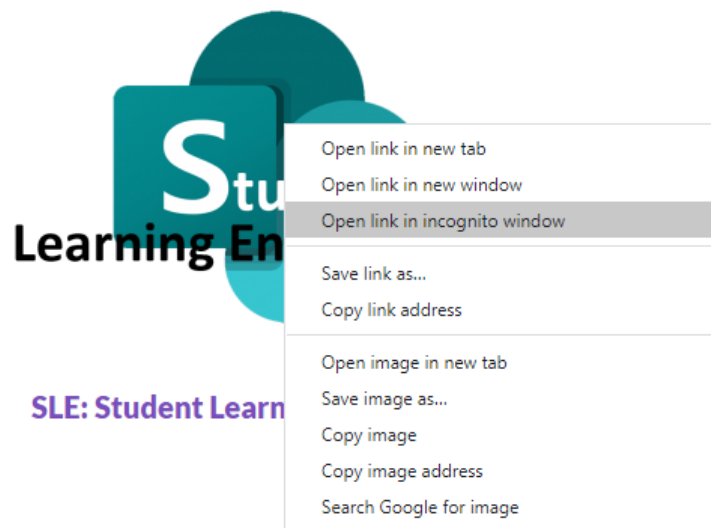 Stu
Learning En
SLE: Student Learn
Open link in new tab
Open link in new window
Open link in incognito window
Save link as...
Copy link address
Open image in new tab
Save image as...
Copy image
Copy image address
Search Google for image